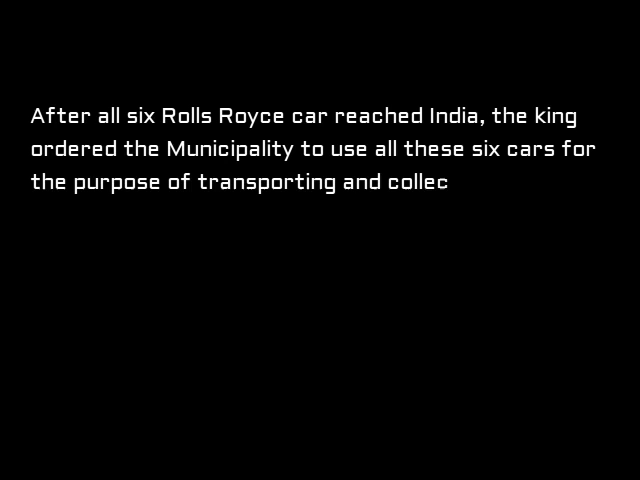 After all six Rolls Royce car reached India, the king
ordered the Municipality to use all these six cars for
the purpose of transporting and collec